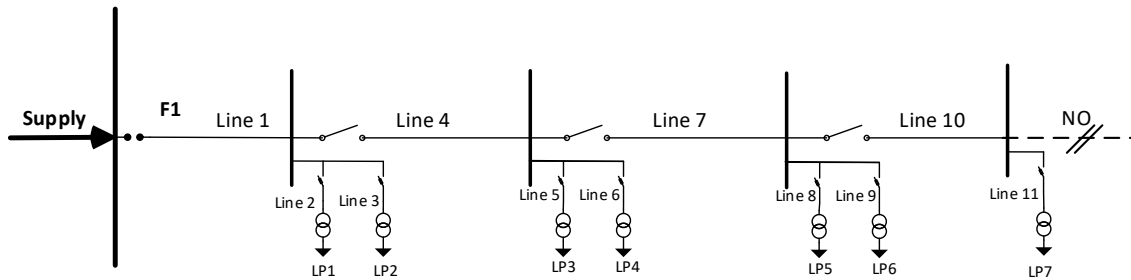 Supply
F1
Line 1
Line 4
Line 7
Line 10
NO
Line 2
Line 3
Line 5
Line 6
Line 8
Line 9
Line 11
LP1
LP2
LP3
LP4
LP5
LP6
LP7